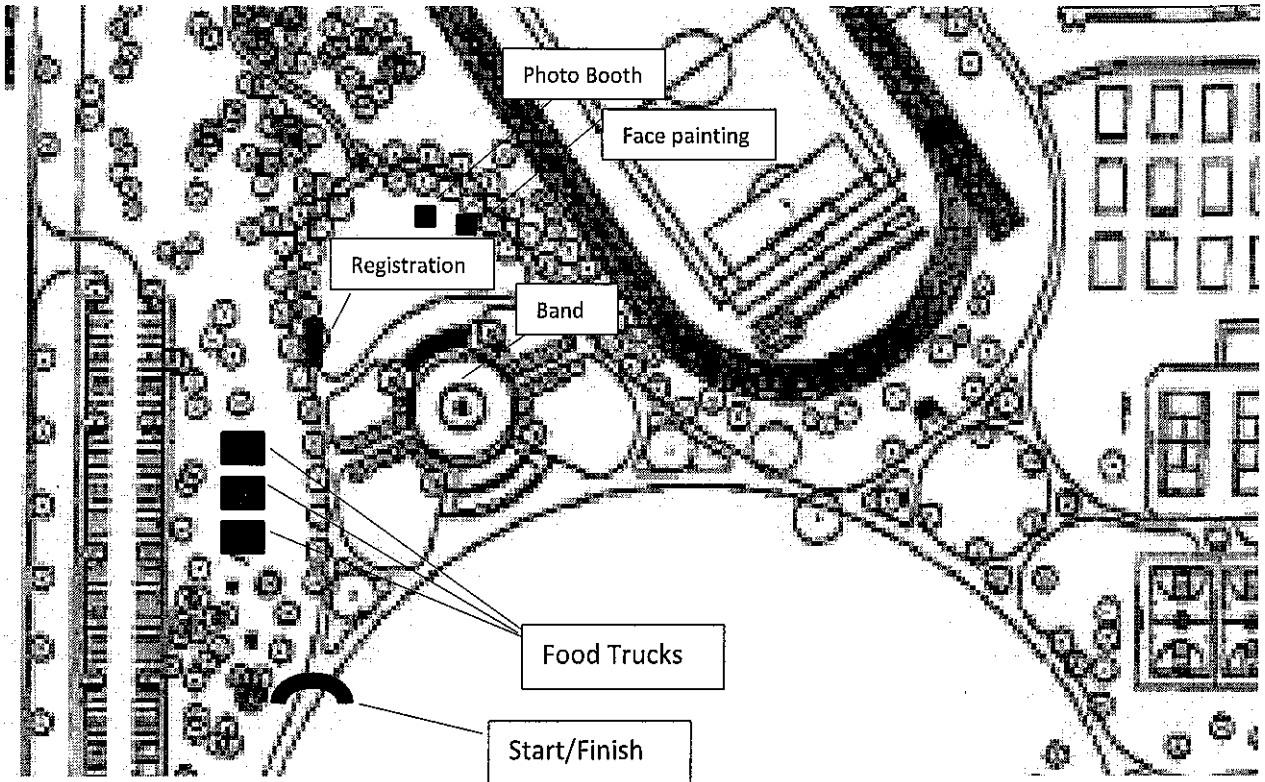 Photo Booth
Face painting
Registration
Band
Food Trucks
Start/Finish